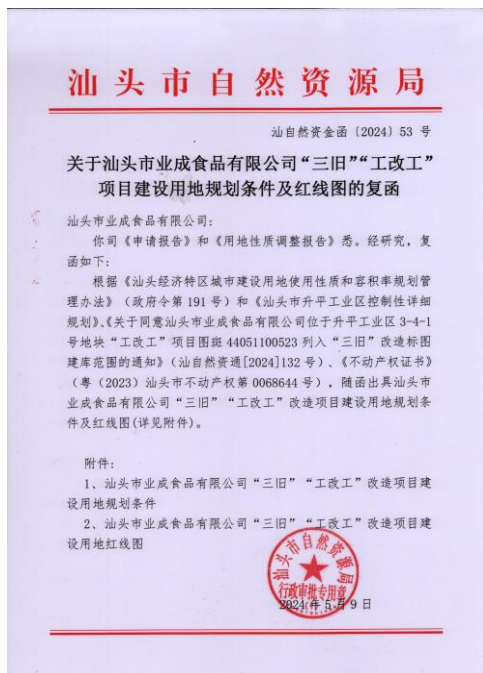 汕头市自然资源局
汕自然资金函〔2024〕53 号
关于汕头市业成食品有限公司“三旧”“工改工”
项目建设用地规划条件及红线图的复函
汕头市业成食品有限公司:
你司《申请报告》和《用地性质调整报告》悉。经研究，复
函如下:
根据《汕头经济特区城市建设用地使用性质和容积率规划管
理办法》（政府令第 191 号）和《汕头市升平工业区控制性详细
规划》、《关于同意汕头市业成食品有限公司位于升平工业区 3-4-1
号地块“工改工”项目图斑 44051100523 列入“三旧”改造标图
建库范围的通知》（汕自然资通[2024]132 号）、《不动产权证书》
（粤（2023）汕头市不动产权第 0068644 号），随函出具汕头市
业成食品有限公司“三旧” “工改工”改造项目建设用地规划条
件及红线图(详见附件)。
附件:
1、汕头市业成食品有限公司“三旧” “工改工”改造项目建
设用地规划条件
2、汕头市业成食品有限公司“三旧” “工改工”改造项目建
设用地红线图
汕头市自然资源局
行政审批专用章
2024 年 5 月 9 日